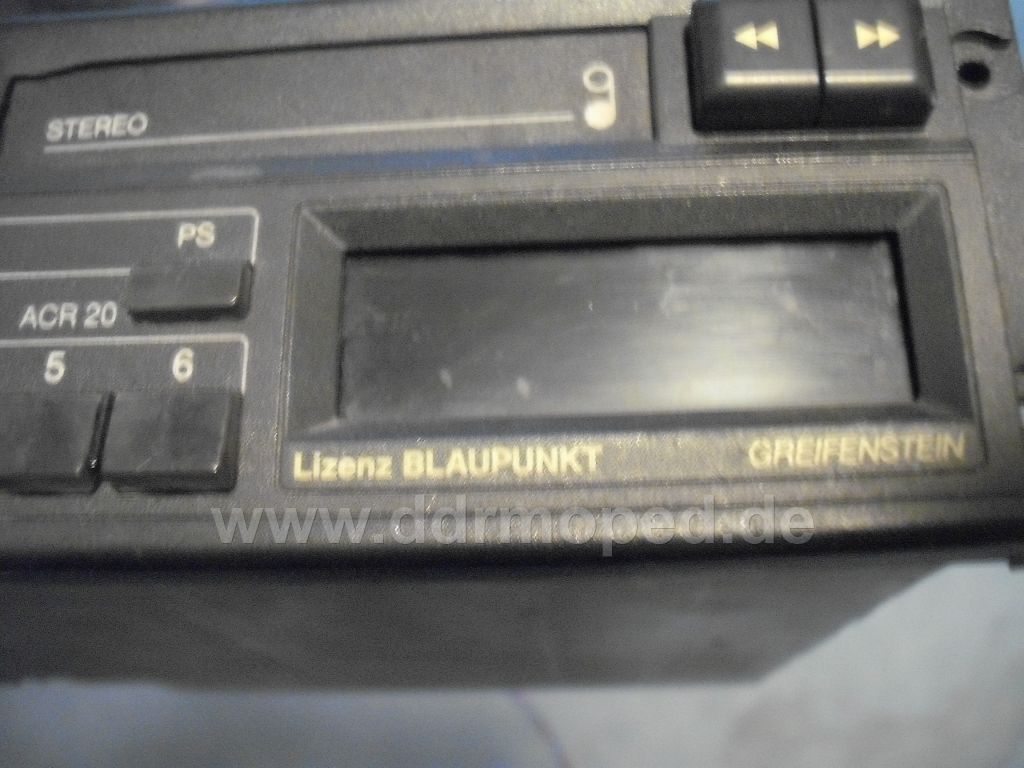 STEREO
PS
ACR 20
5 6
Lizenz BLAUPUNKT GREIFENSTEIN
www.ddrmoped.de